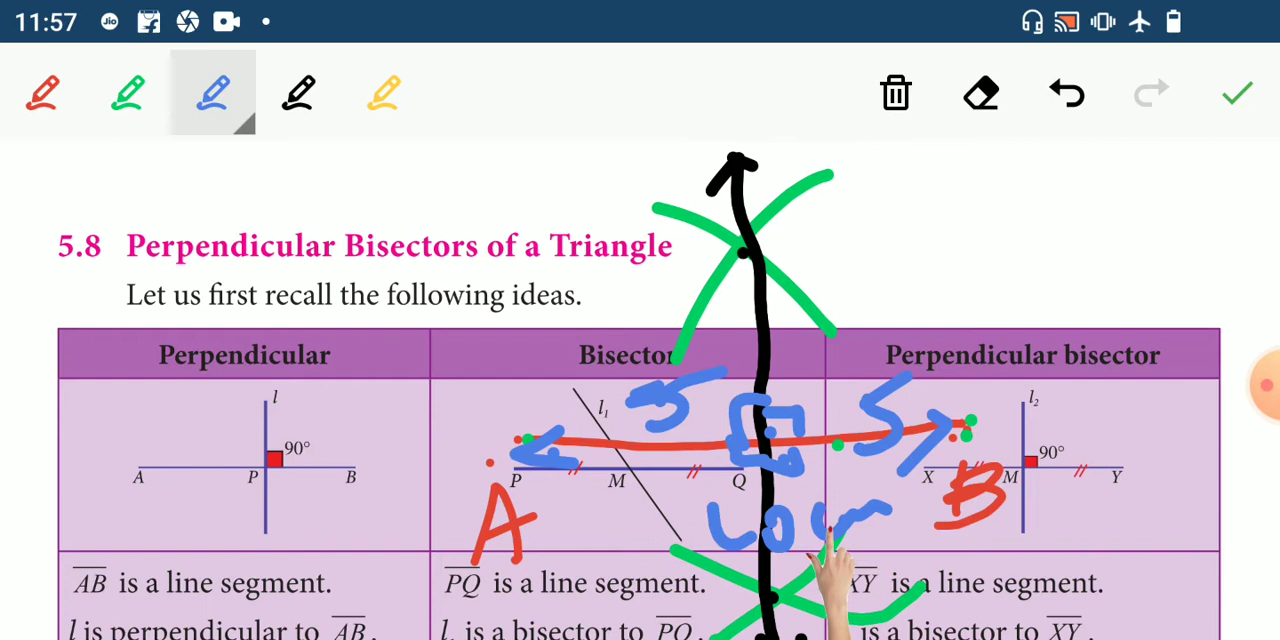 11:57
Jio
5.8 Perpendicular Bisectors of a Triangle
Let us first recall the following ideas.
Perpendicular Bisector Perpendicular bisector
l l₁ l₂
5 5
90° 90°
A P B P M Q X M Y
A B
AB is a line segment. PQ is a line segment. XY is a line segment.
l is perpendicular to AB. is a bisector to PQ. is a bisector to XY.